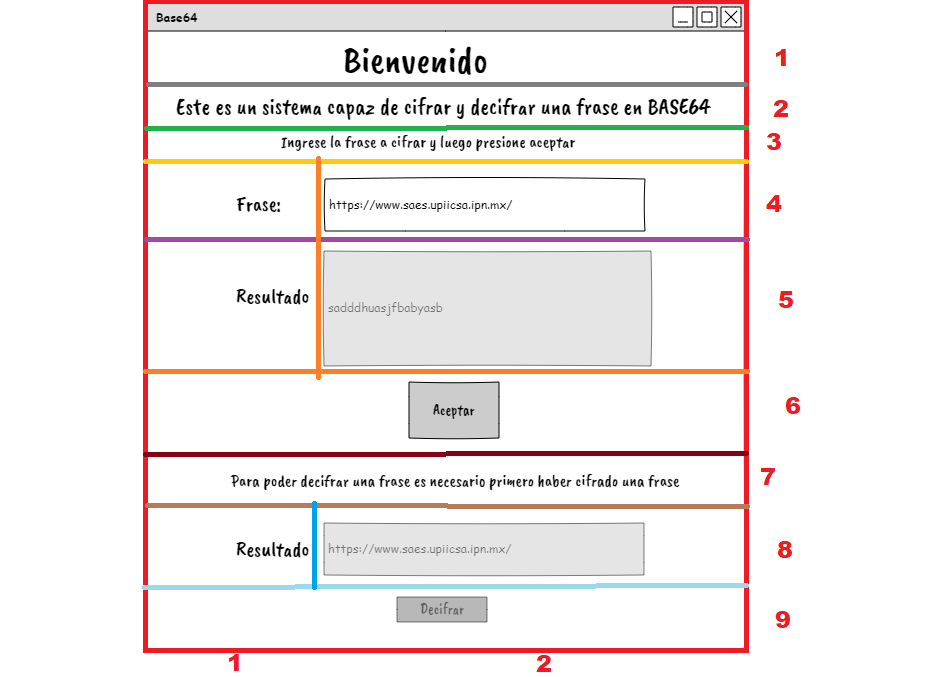 Base64
Bienvenido
1
Este es un sistema capaz de cifrar y decifrar una frase en BASE64
2
Ingrese la frase a cifrar y luego presione aceptar
3
Frase:
https://www.saes.upiicsa.ipn.mx/
4
Resultado
sadddhuasjfbabyasb
5
Aceptar
6
Para poder decifrar una frase es necesario primero haber cifrado una frase
7
Resultado
https://www.saes.upiicsa.ipn.mx/
8
Decifrar
9
1
2